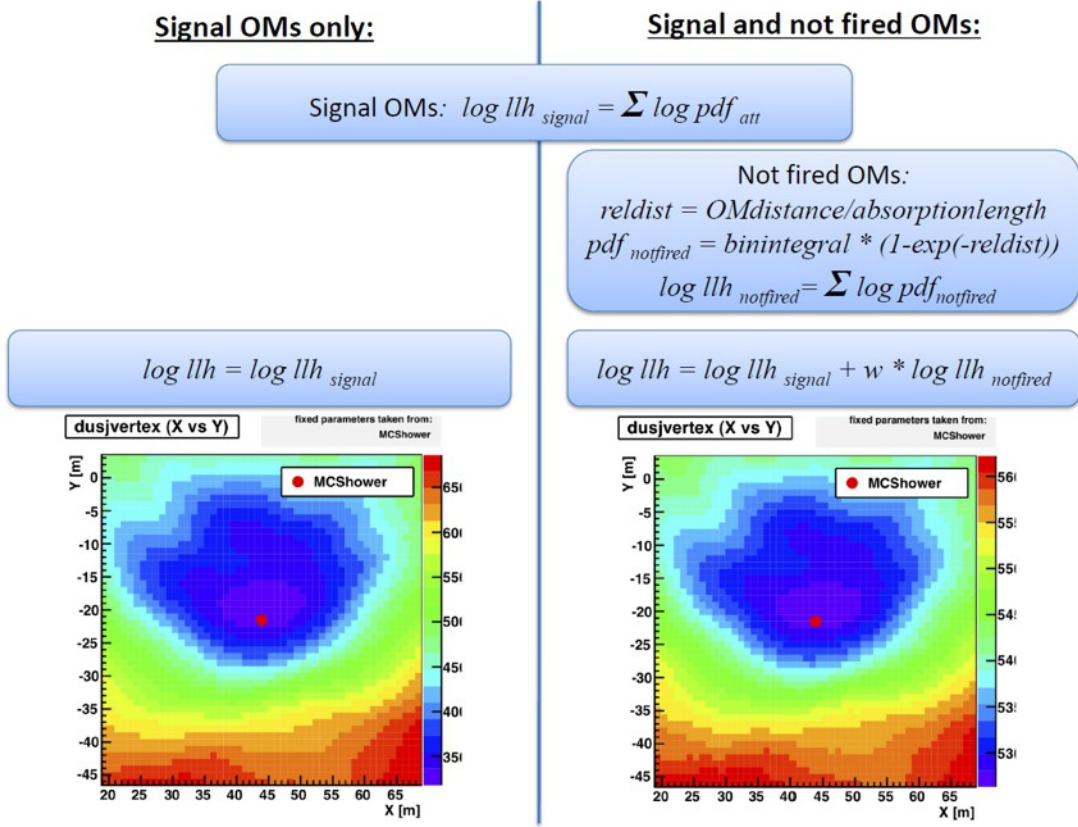 Signal OMs only:
Signal and not fired OMs:
Signal OMs: log llh signal = Σ log pdf att
Not fired OMs:
reldist = OMdistance/absorptionlength
pdf notfired = binintegral * (1-exp(-reldist))
log llh notfired = Σ log pdf notfired
log llh = log llh signal
log llh = log llh signal + w * log llh notfired
dusjvertex (X vs Y)
fixed parameters taken from:
MCShower
Y [m]
MCShower
0
-5
-10
-15
-20
-25
-30
-35
-40
-45
20 25 30 35 40 45 50 55 60 65
X [m]
dusjvertex (X vs Y)
fixed parameters taken from:
MCShower
Y [m]
MCShower
0
-5
-10
-15
-20
-25
-30
-35
-40
-45
20 25 30 35 40 45 50 55 60 65
X [m]